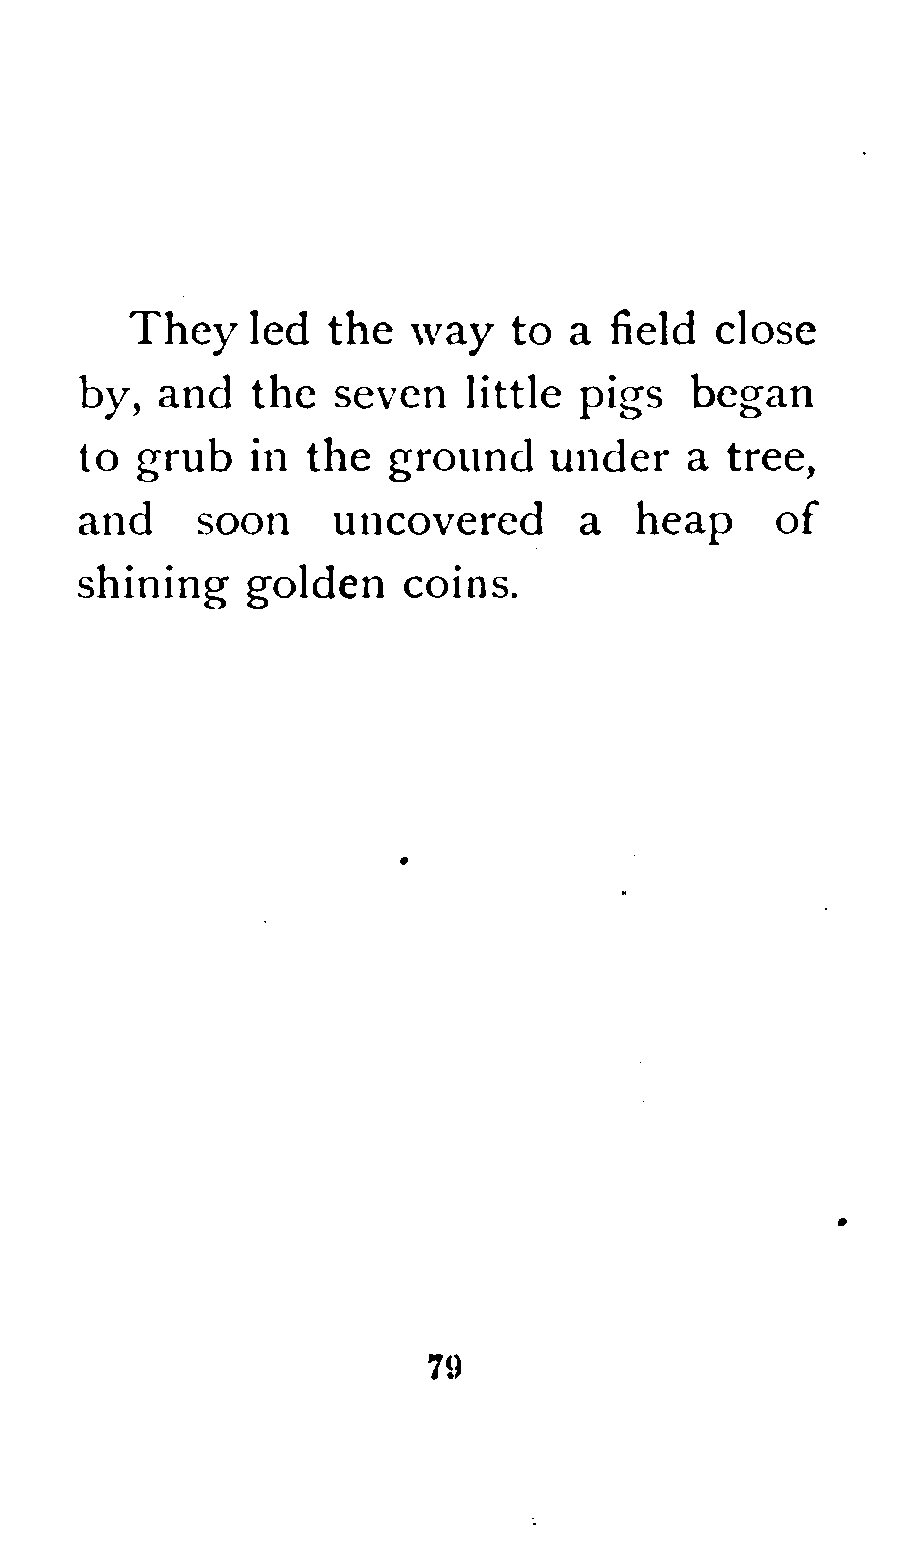 They led the way to a field close
by, and the seven little pigs began
to grub in the ground under a tree,
and soon uncovered a heap of
shining golden coins.
79